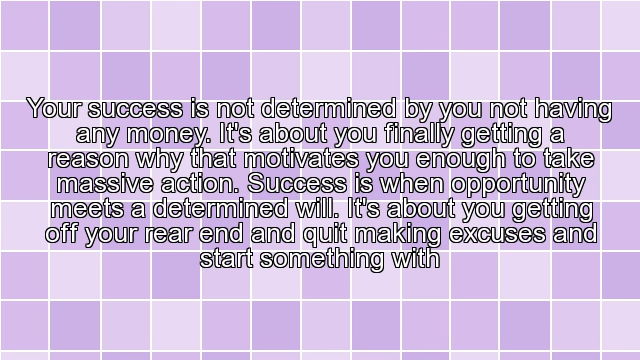 Your success is not determined by you not having
any money. It's about you finally getting a
reason why that motivates you enough to take
massive action. Success is when opportunity
meets a determined will. It's about you getting
off your rear end and quit making excuses and
start something with